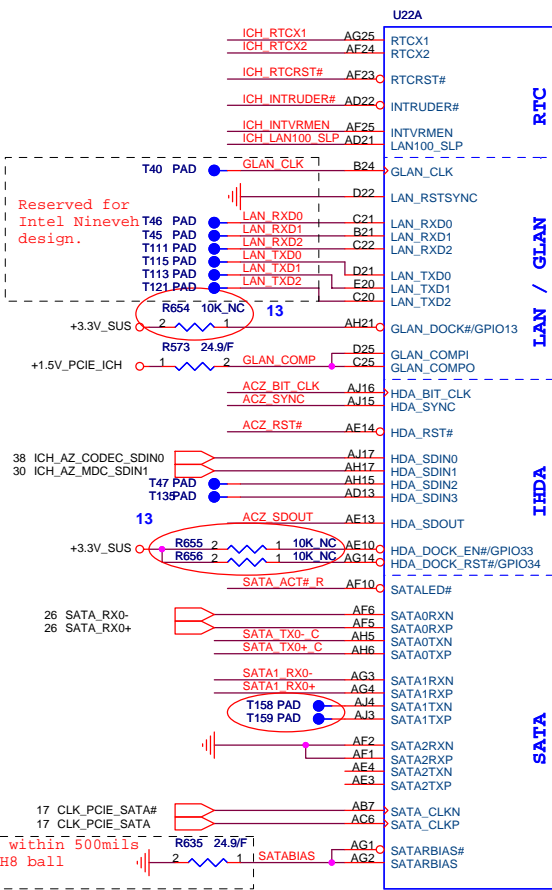 U22A
ICH_RTCX1 AG25 RTCX1
ICH_RTCX2 AF24 RTCX2
ICH_RTCRST# AF23 RTCRST#
ICH_INTRUDER# AD22 INTRUDER#
ICH_INTVRMEN AF25 INTVRMEN
ICH_LAN100_SLP AD21 LAN100_SLP
RTC
T40 PAD GLAN_CLK B24 GLAN_CLK
D22 LAN_RSTSYNC
Reserved for
Intel Nineveh
design.
T46 PAD LAN_RXD0 C21 LAN_RXD0
T45 PAD LAN_RXD1 B21 LAN_RXD1
T111 PAD LAN_RXD2 C22 LAN_RXD2
T115 PAD LAN_TXD0 D21 LAN_TXD0
T113 PAD LAN_TXD1 E20 LAN_TXD1
T121 PAD LAN_TXD2 C20 LAN_TXD2
LAN / GLAN
R654 10K_NC 13
+3.3V_SUS 2 1 AH21 GLAN_DOCK#/GPIO13
R573 24.9/F
+1.5V_PCIE_ICH 1 2 GLAN_COMP D25 GLAN_COMPI
C25 GLAN_COMPO
ACZ_BIT_CLK AJ16 HDA_BIT_CLK
ACZ_SYNC AJ15 HDA_SYNC
ACZ_RST# AE14 HDA_RST#
38 ICH_AZ_CODEC_SDIN0 AJ17 HDA_SDIN0
30 ICH_AZ_MDC_SDIN1 AH17 HDA_SDIN1
T47 PAD AH15 HDA_SDIN2
T135PAD AD13 HDA_SDIN3
IHDA
13
ACZ_SDOUT AE13 HDA_SDOUT
+3.3V_SUS R655 2 1 10K_NC AE10 HDA_DOCK_EN#/GPIO33
R656 2 1 10K_NC AG14 HDA_DOCK_RST#/GPIO34
SATA_ACT#_R AF10 SATALED#
26 SATA_RX0- AF6 SATA0RXN
26 SATA_RX0+ AF5 SATA0RXP
SATA_TX0-_C AH5 SATA0TXN
SATA_TX0+_C AH6 SATA0TXP
SATA1_RX0- AG3 SATA1RXN
SATA1_RX0+ AG4 SATA1RXP
T158 PAD AJ4 SATA1TXN
T159 PAD AJ3 SATA1TXP
AF2 SATA2RXN
AF1 SATA2RXP
AE4 SATA2TXN
AE3 SATA2TXP
SATA
17 CLK_PCIE_SATA# AB7 SATA_CLKN
17 CLK_PCIE_SATA AC6 SATA_CLKP
within 500mils
H8 ball
R635 24.9/F
2 1 SATABIAS
AG1 SATARBIAS#
AG2 SATARBIAS